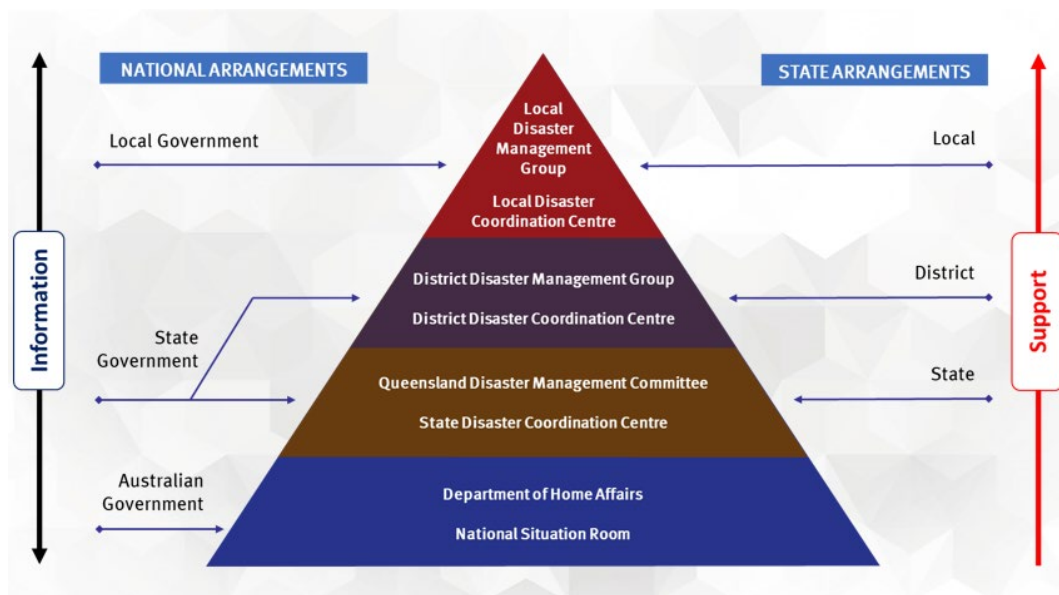 NATIONAL ARRANGEMENTS
STATE ARRANGEMENTS
Local
Disaster
Management
Group
Local Government
Local
Local Disaster
Coordination Centre
Information
Support
District Disaster Management Group
District
District Disaster Coordination Centre
State
Government
Queensland Disaster Management Committee
State
State Disaster Coordination Centre
Australian
Government
Department of Home Affairs
National Situation Room